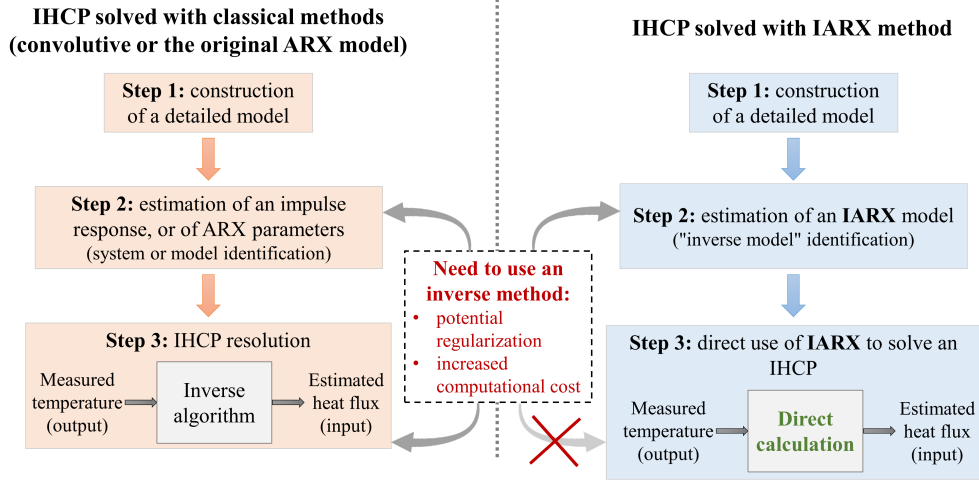 IHCP solved with classical methods
(convolutive or the original ARX model)
Step 1: construction
of a detailed model
Step 2: estimation of an impulse
response, or of ARX parameters
(system or model identification)
Step 3: IHCP resolution
Measured
temperature
(output)
Inverse
algorithm
Estimated
heat flux
(input)
Need to use an
inverse method:
• potential
regularization
• increased
computational cost
IHCP solved with IARX method
Step 1: construction
of a detailed model
Step 2: estimation of an IARX model
("inverse model" identification)
Step 3: direct use of IARX to solve an
IHCP
Measured
temperature
(output)
Direct
calculation
Estimated
heat flux
(input)